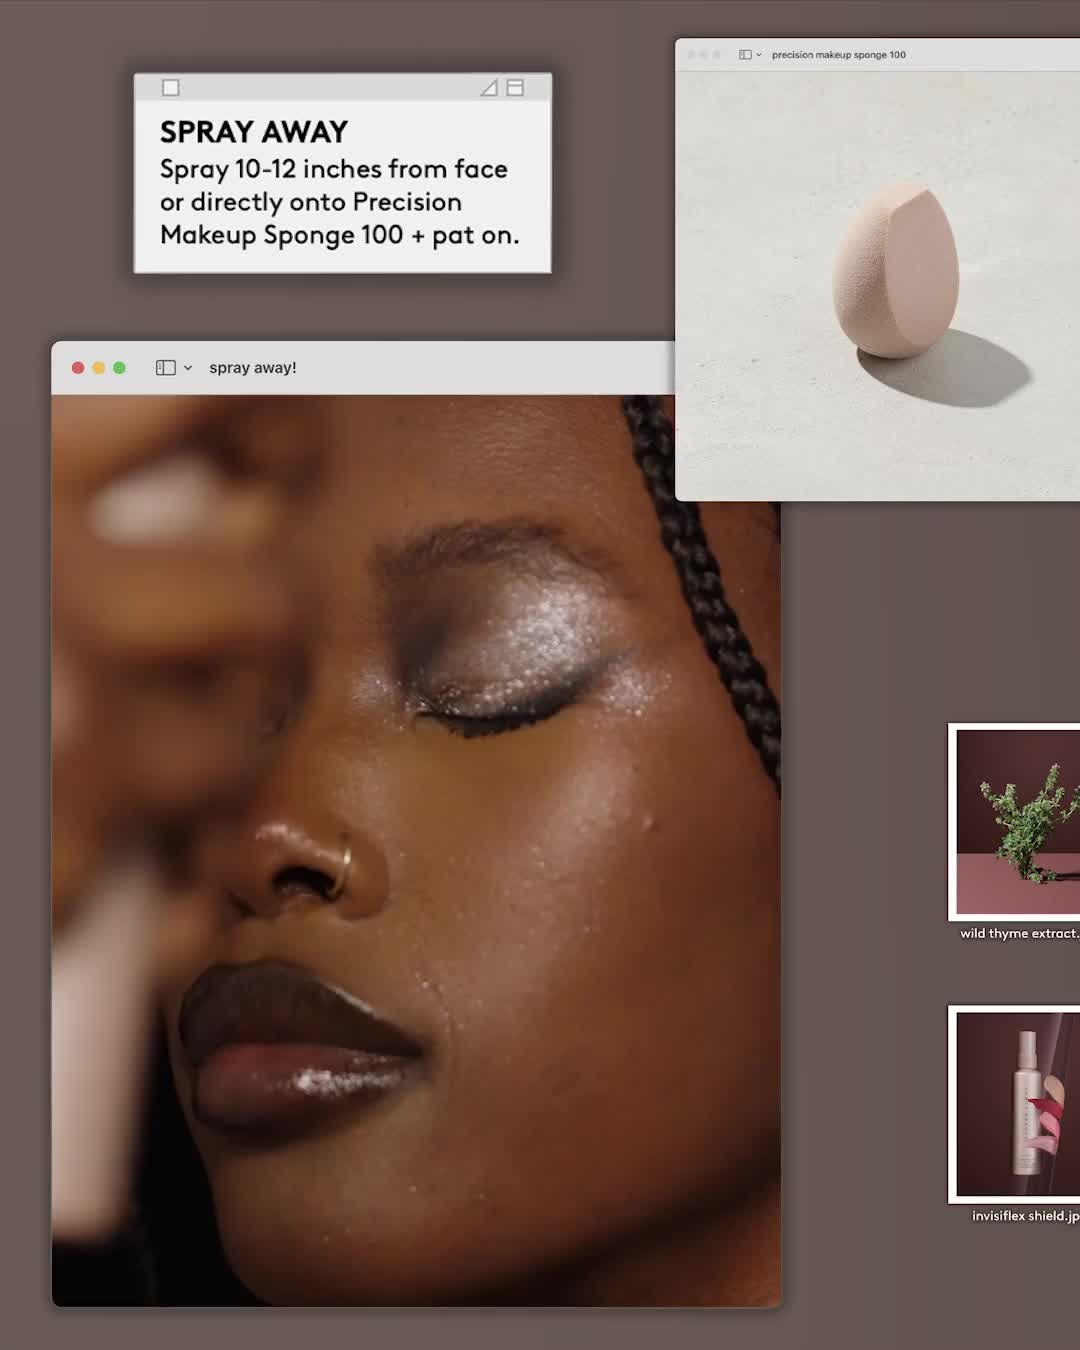 precision makeup sponge 100
SPRAY AWAY
Spray 10-12 inches from face
or directly onto Precision
Makeup Sponge 100 + pat on.
spray away!
wild thyme extract.
invisiflex shield.jp